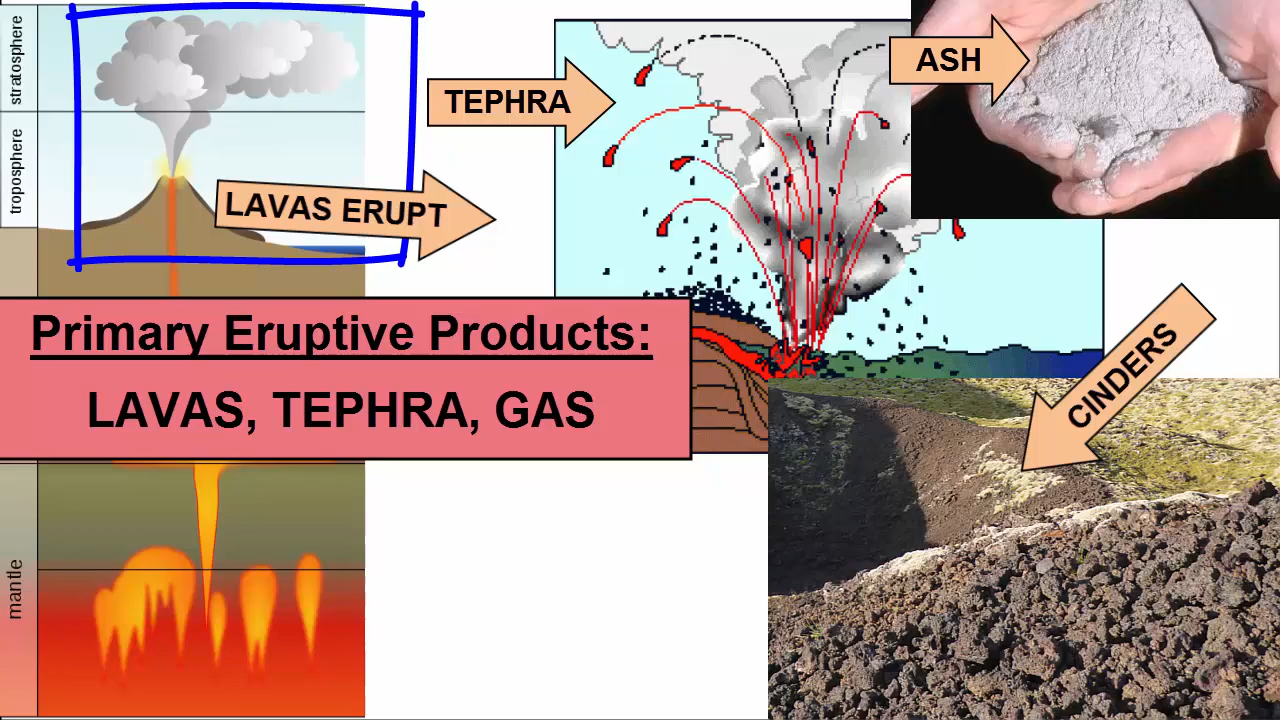 stratosphere
troposphere
LAVAS ERUPT
TEPHRA
ASH
Primary Eruptive Products:
LAVAS, TEPHRA, GAS
CINDERS
mantle